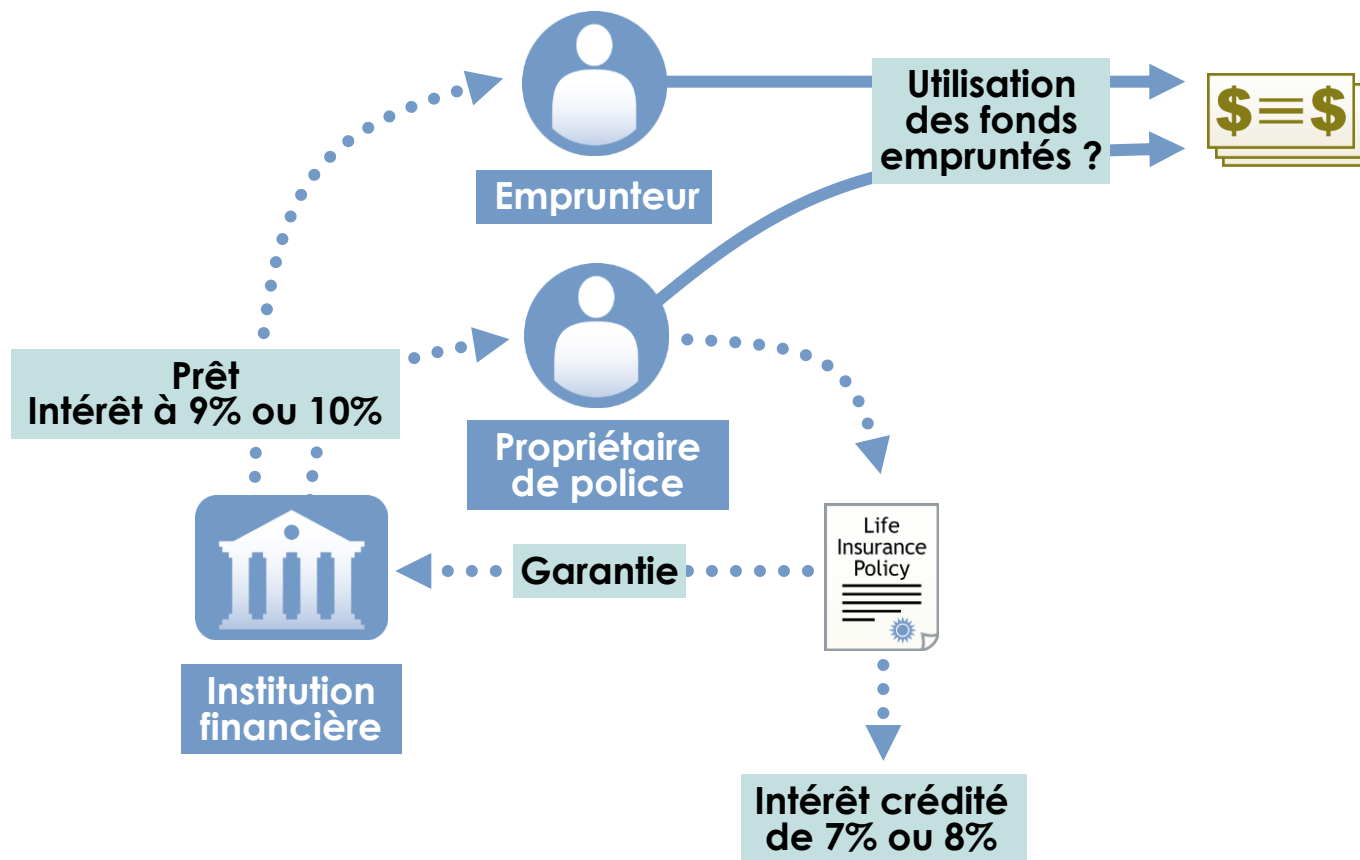 Utilisation
des fonds
empruntés ?
$ $
Emprunteur
Prêt
Intérêt à 9% ou 10%
Propriétaire
de police
Life
Insurance
Policy
Garantie
Institution
financière
Intérêt crédité
de 7% ou 8%